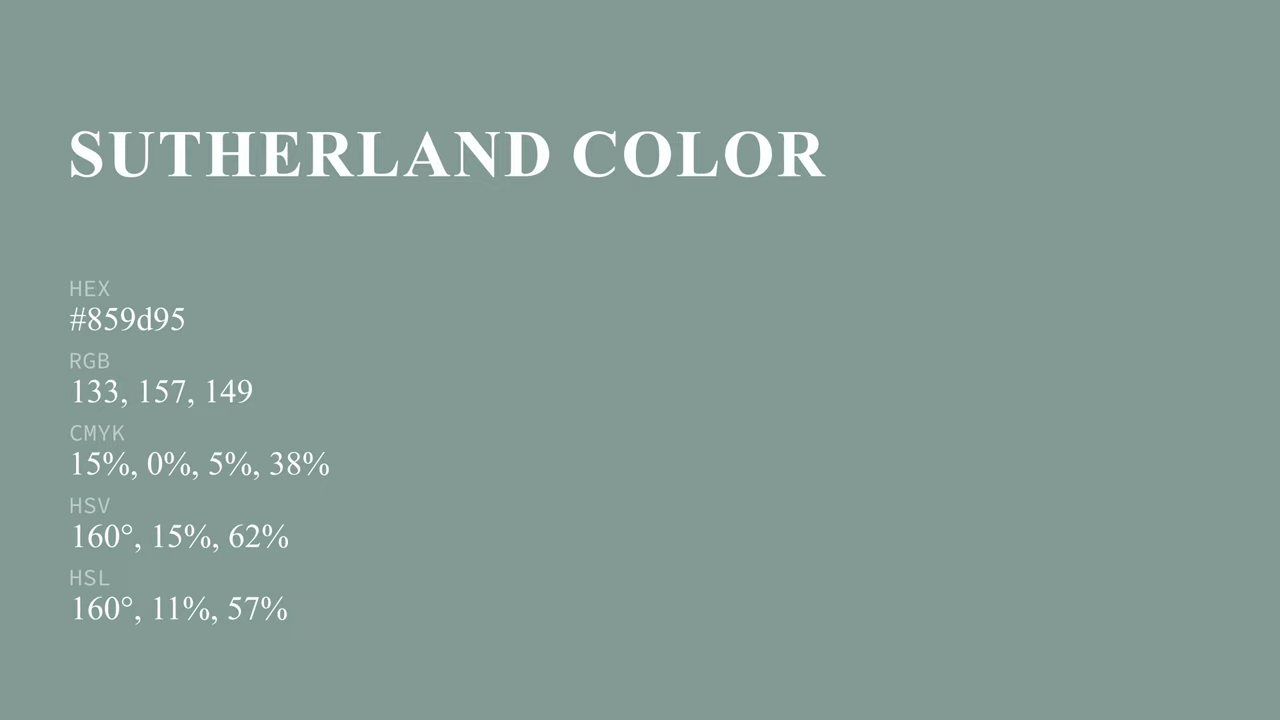 SUTHERLAND COLOR
HEX
#859d95
RGB
133, 157, 149
CMYK
15%, 0%, 5%, 38%
HSV
160°, 15%, 62%
HSL
160°, 11%, 57%